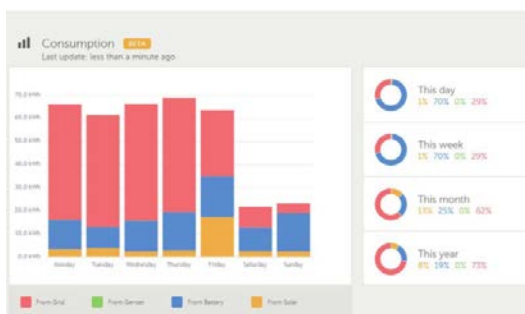 Consumption BETA
Last update: less than a minute ago
70.0 kWh
60.0 kWh
50.0 kWh
40.0 kWh
30.0 kWh
20.0 kWh
10.0 kWh
0.0 kWh
Monday Tuesday Wednesday Thursday Friday Saturday Sunday
From Grid From Genset From Battery From Solar
This day
1% 70% 0% 29%
This week
1% 70% 0% 29%
This month
13% 25% 0% 62%
This year
8% 19% 0% 73%